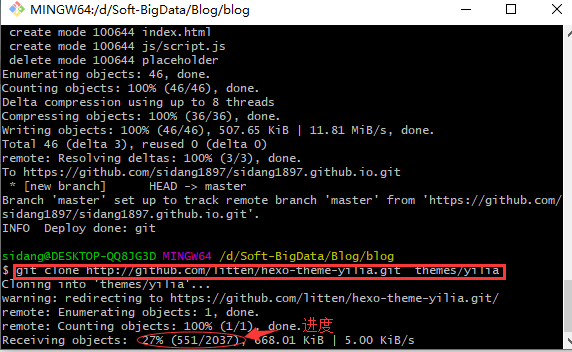 MINGW64:/d/Soft-BigData/Blog/blog
create mode 100644 index.html
create mode 100644 js/script.js
delete mode 100644 placeholder
Enumerating objects: 46, done.
Counting objects: 100% (46/46), done.
Delta compression using up to 8 threads
Compressing objects: 100% (36/36), done.
Writing objects: 100% (46/46), 507.65 KiB | 11.81 MiB/s, done.
Total 46 (delta 3), reused 0 (delta 0)
remote: Resolving deltas: 100% (3/3), done.
To https://github.com/sidang1897/sidang1897.github.io.git
* [new branch] HEAD -> master
Branch 'master' set up to track remote branch 'master' from 'https://github.com/
sidang1897/sidang1897.github.io.git'.
INFO Deploy done: git
sidang@DESKTOP-QQ8JG3D MINGW64 /d/Soft-BigData/Blog/blog
$ git clone http://github.com/litten/hexo-theme-yilia.git themes/yilia
Cloning into 'themes/yilia'...
warning: redirecting to https://github.com/litten/hexo-theme-yilia.git/
remote: Enumerating objects: 1, done.
remote: Counting objects: 100% (1/1), done.进度
Receiving objects: 27% (551/2037), 668.01 KiB | 5.00 KiB/s